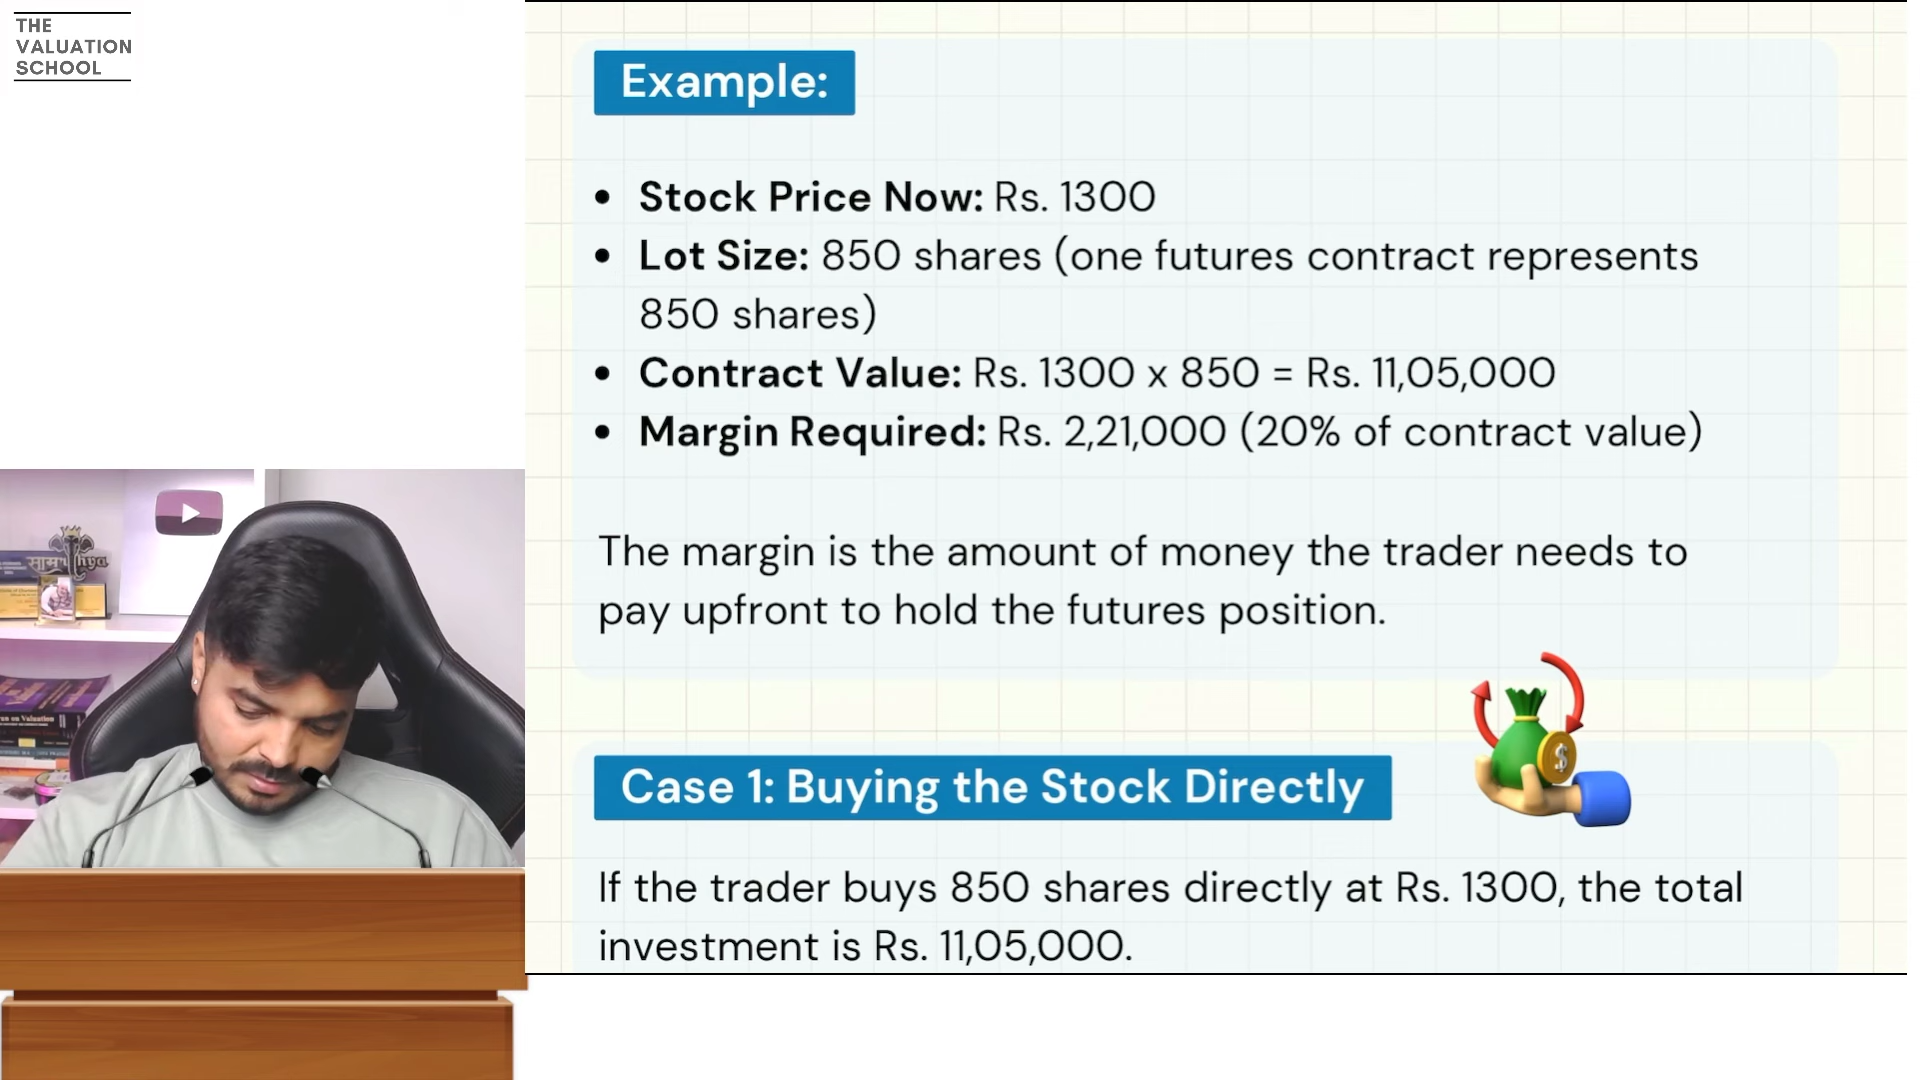 THE
VALUATION
SCHOOL
Example:
• Stock Price Now: Rs. 1300
• Lot Size: 850 shares (one futures contract represents
850 shares)
• Contract Value: Rs. 1300 x 850 = Rs. 11,05,000
• Margin Required: Rs. 2,21,000 (20% of contract value)
The margin is the amount of money the trader needs to
pay upfront to hold the futures position.
Case 1: Buying the Stock Directly
If the trader buys 850 shares directly at Rs. 1300, the total
investment is Rs. 11,05,000.
on Valuation